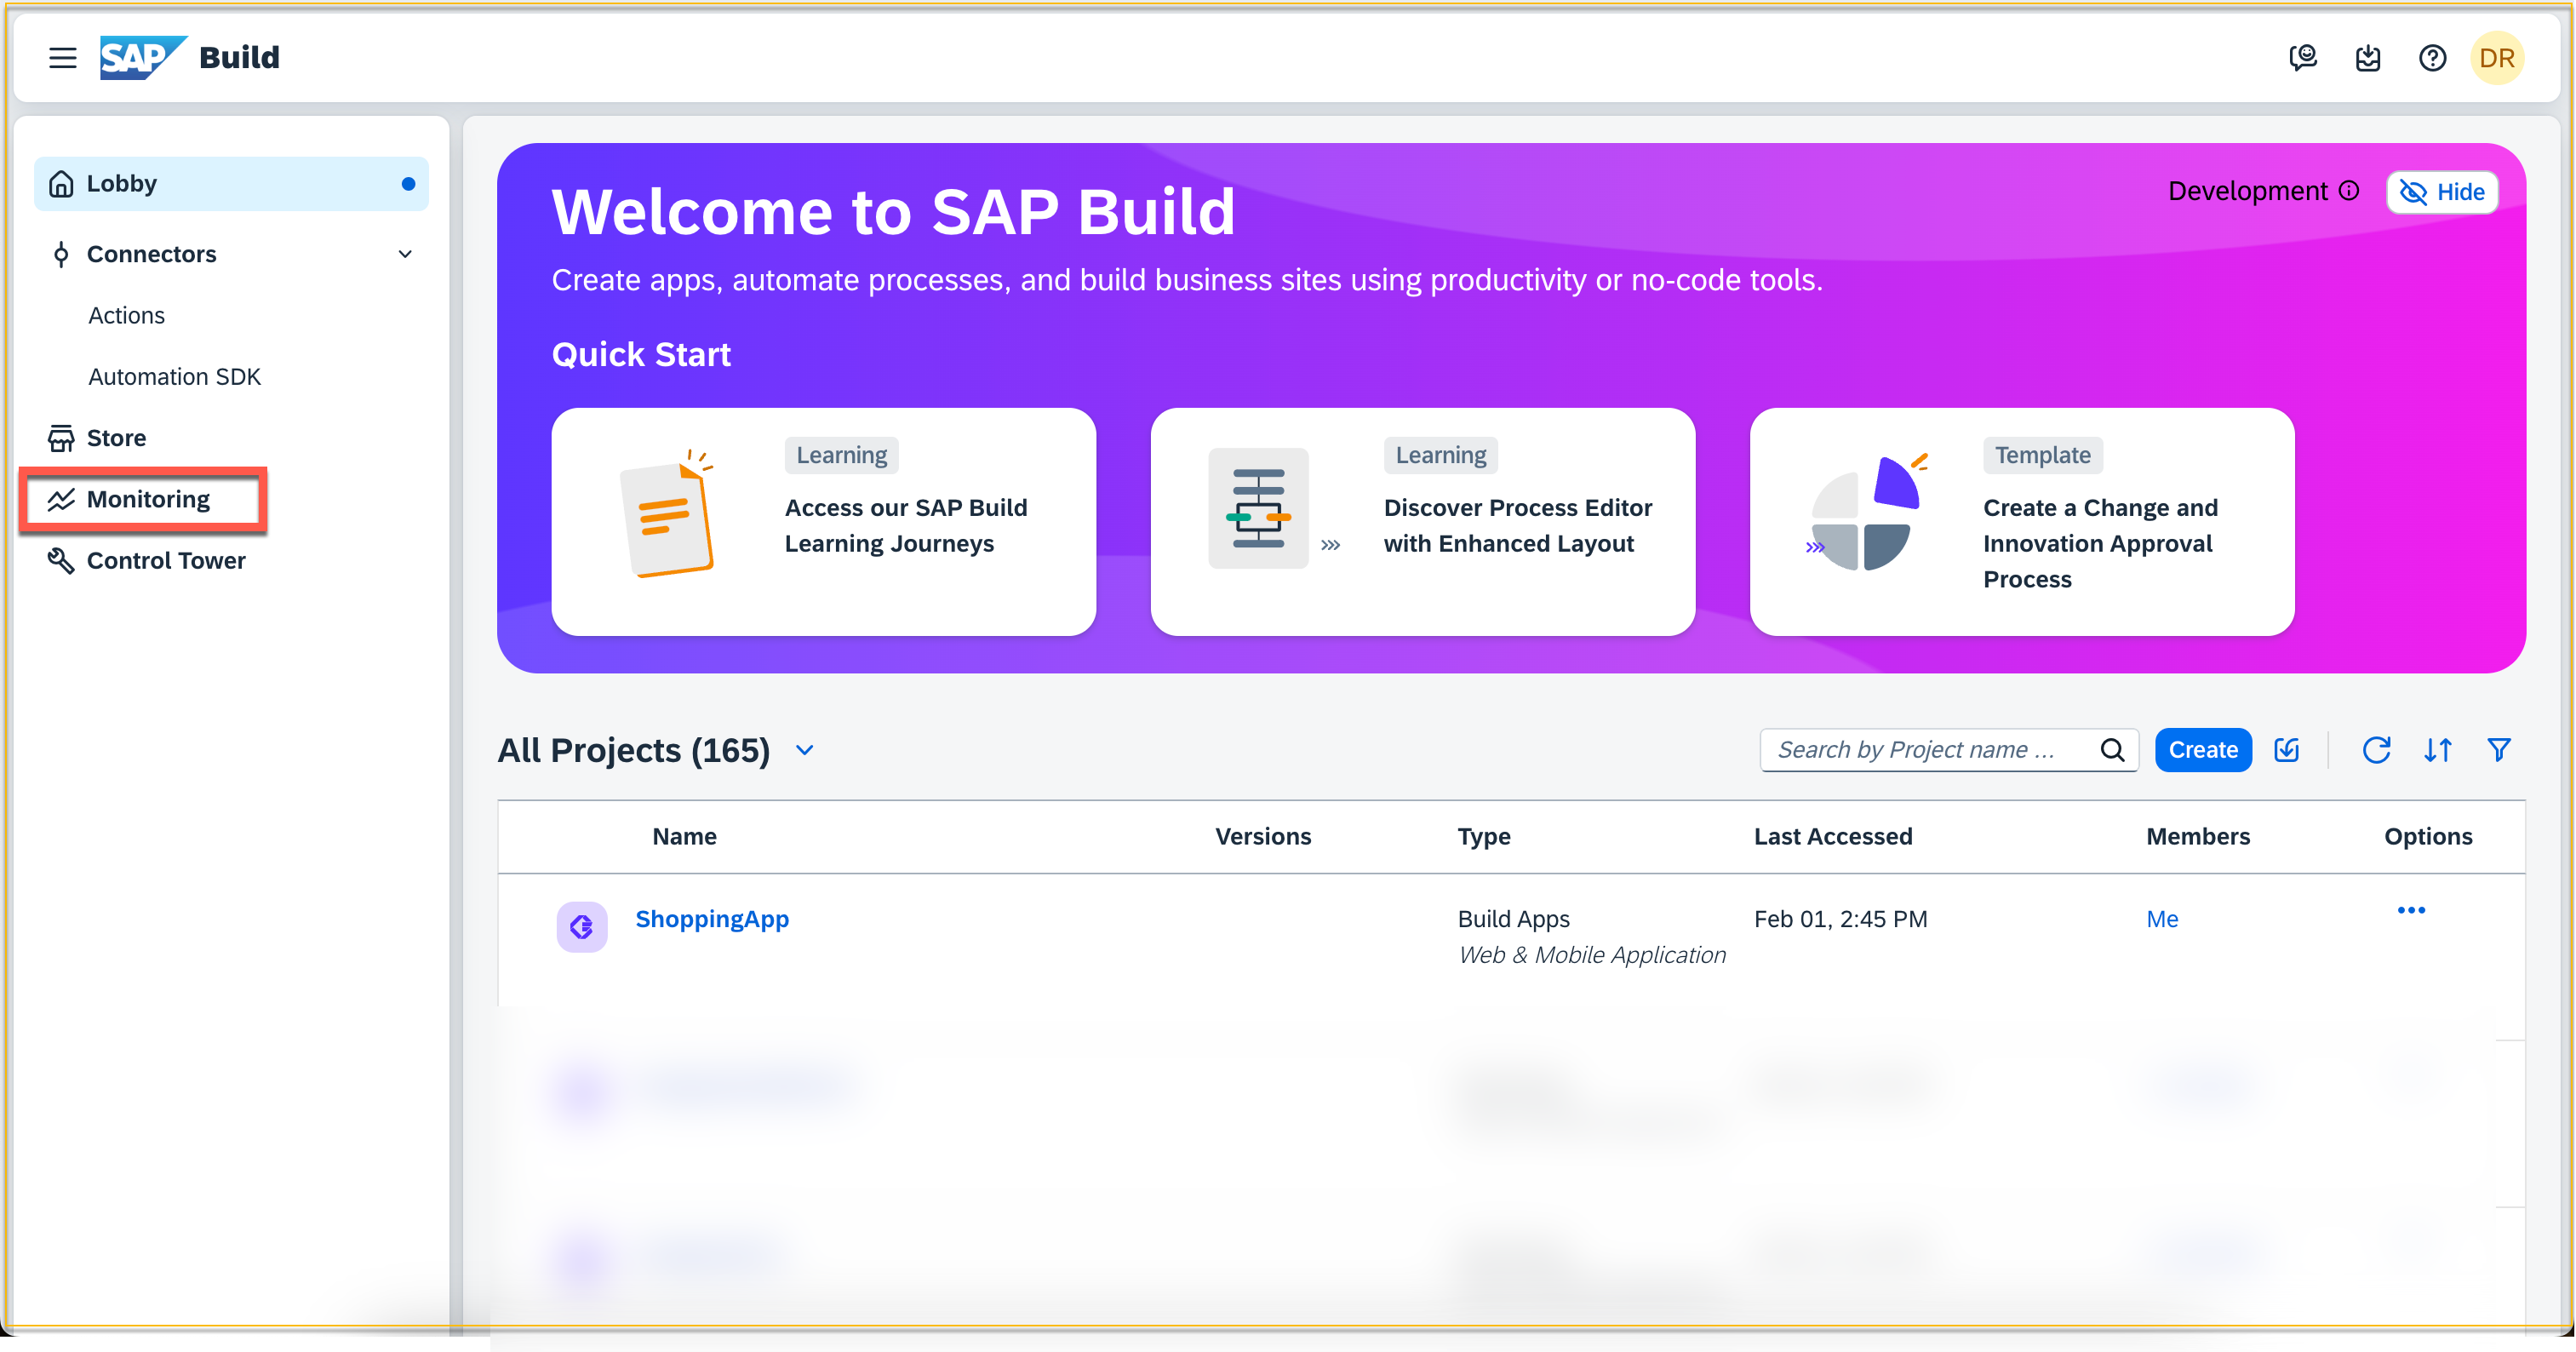 SAP Build
DR
Lobby
Connectors
Actions
Automation SDK
Store
Monitoring
Control Tower
Welcome to SAP Build
Development
Hide
Create apps, automate processes, and build business sites using productivity or no-code tools.
Quick Start
Learning
Access our SAP Build
Learning Journeys
Learning
Discover Process Editor
with Enhanced Layout
Template
Create a Change and
Innovation Approval
Process
All Projects (165)
Search by Project name ...
Create
Name Versions Type Last Accessed Members Options
ShoppingApp Build Apps Feb 01, 2:45 PM Me
Web & Mobile Application